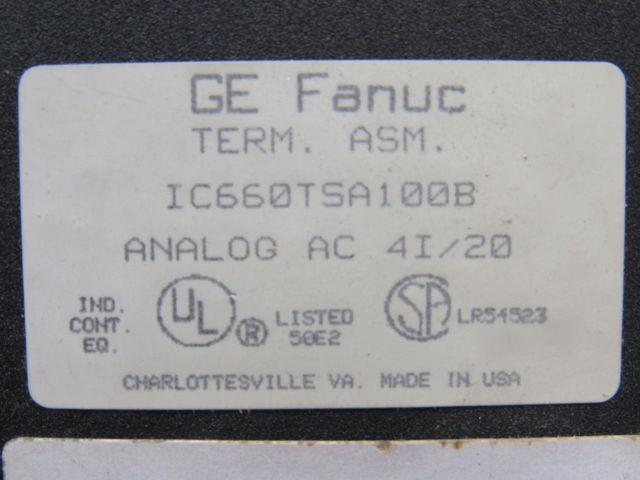 GE Fanuc
TERM. ASM.
IC660TSA100B
ANALOG AC 4I/2O
IND. CONT. EQ.
UL ® LISTED 50E2
SA LR54523
CHARLOTTESVILLE VA. MADE IN USA